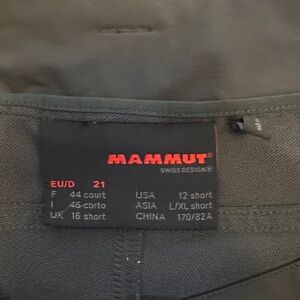 MAMMUT®
SWISS DESIGN
EU/D 21
F 44 court USA 12 short
I 46-corto ASIA L/XL short
UK 16 short CHINA 170/82A